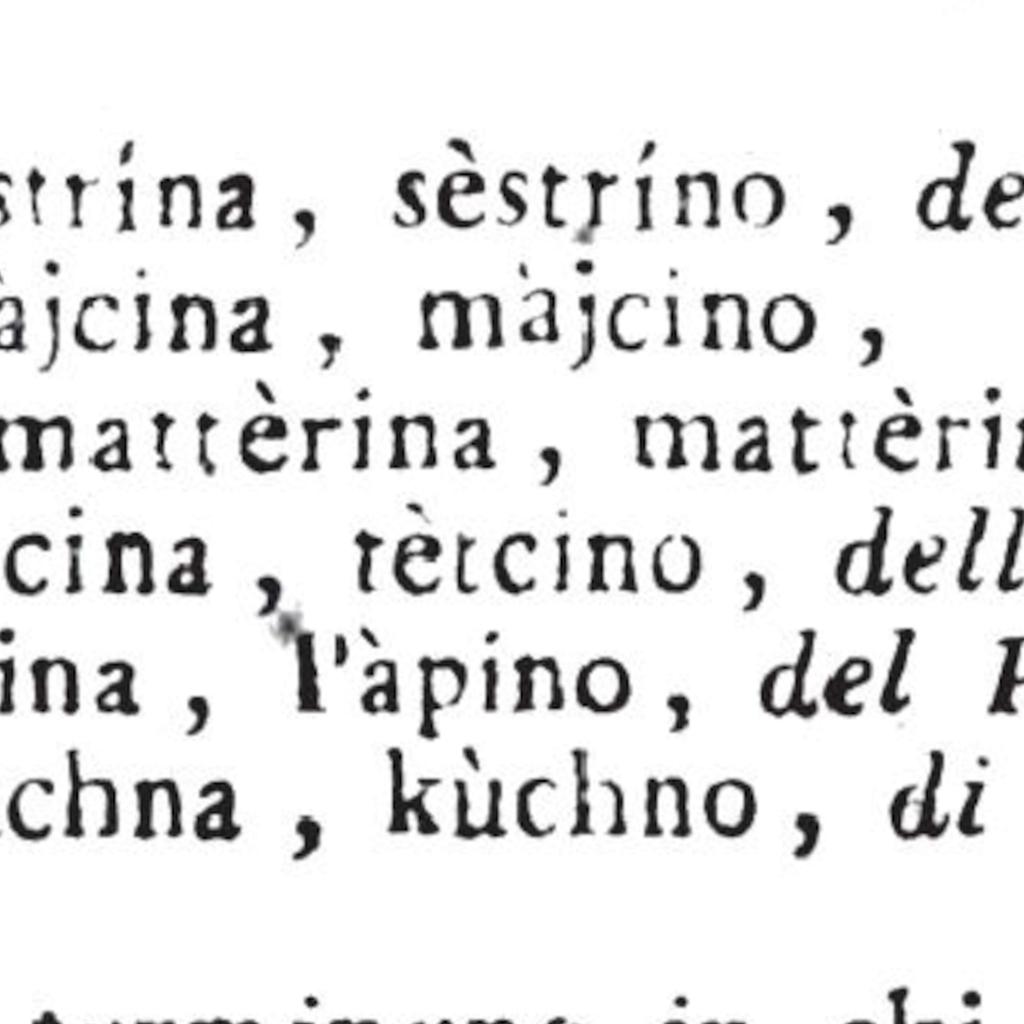 strína, sèstríno, de
àjcina, màjcino,
mattèrina, mattèrin
cina, tètcino, dell
ina, l'àpino, del
chna, kùchno, di